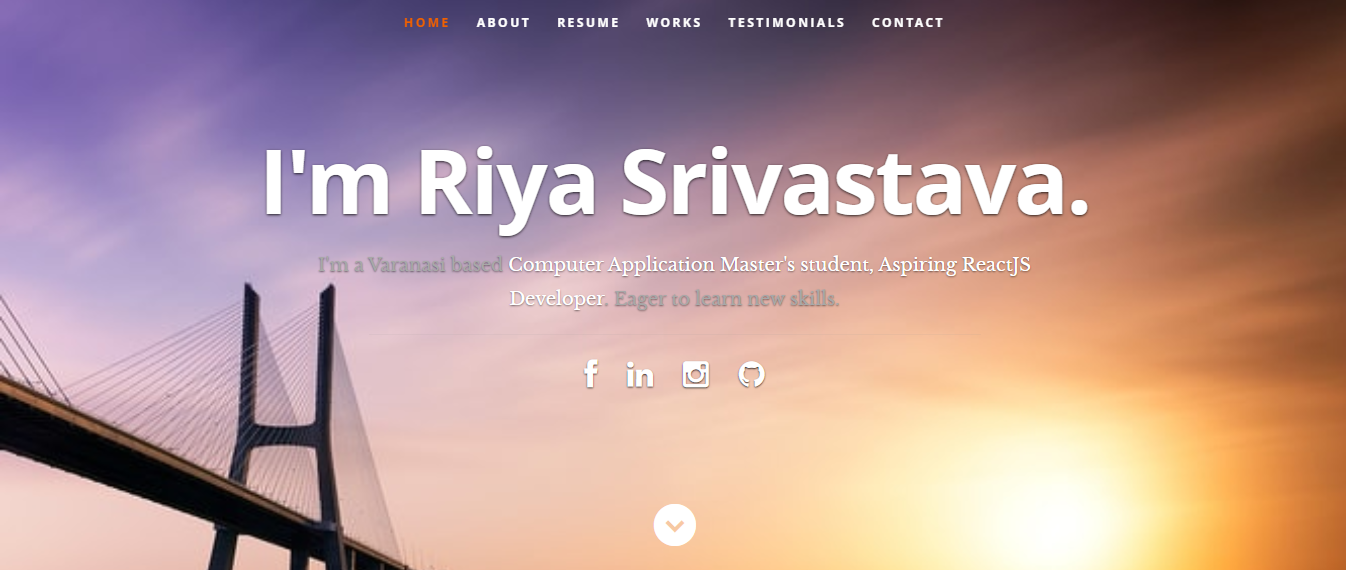 HOME ABOUT RESUME WORKS TESTIMONIALS CONTACT
I'm Riya Srivastava.
I'm a Varanasi based Computer Application Master's student, Aspiring ReactJS
Developer. Eager to learn new skills.